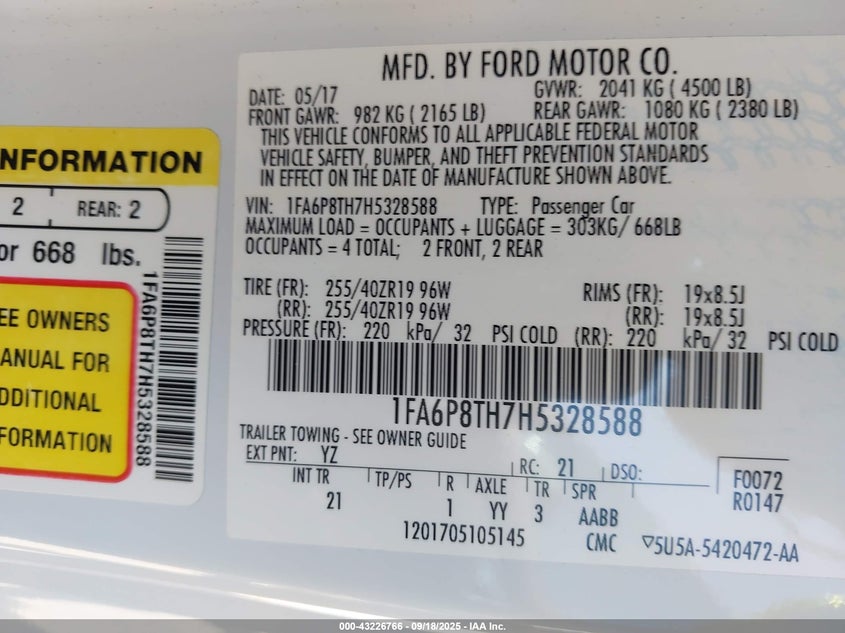 MFD. BY FORD MOTOR CO.
DATE: 05/17 GVWR: 2041 KG ( 4500 LB)
FRONT GAWR: 982 KG ( 2165 LB) REAR GAWR: 1080 KG ( 2380 LB)
THIS VEHICLE CONFORMS TO ALL APPLICABLE FEDERAL MOTOR
VEHICLE SAFETY, BUMPER, AND THEFT PREVENTION STANDARDS
IN EFFECT ON THE DATE OF MANUFACTURE SHOWN ABOVE.
VIN: 1FA6P8TH7H5328588 TYPE: Passenger Car
MAXIMUM LOAD = OCCUPANTS + LUGGAGE = 303KG/ 668LB
OCCUPANTS = 4 TOTAL; 2 FRONT, 2 REAR
TIRE (FR): 255/40ZR19 96W RIMS (FR): 19x8.5J
(RR): 255/40ZR19 96W (RR): 19x8.5J
PRESSURE (FR): 220 kPa/ 32 PSI COLD (RR): 220 kPa/ 32 PSI COLD
1FA6P8TH7H5328588
TRAILER TOWING - SEE OWNER GUIDE
EXT PNT: YZ RC: 21 DSO:
INT TR TP/PS R AXLE TR SPR
21 1 YY 3 AABB
F0072
R0147
1201705105145 CMC ▽5U5A-5420472-AA
NFORMATION
2 REAR: 2
or 668 lbs.
EE OWNERS
ANUAL FOR
DDITIONAL
FORMATION
1FA6P8TH7H5328588
000-43226766 - 09/18/2025 - IAA Inc.